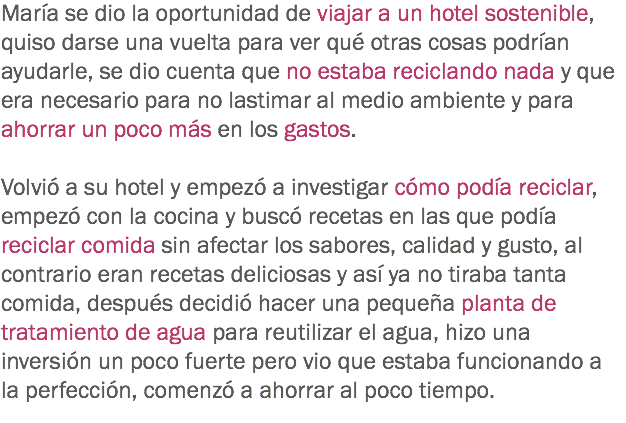 María se dio la oportunidad de viajar a un hotel sostenible,
quiso darse una vuelta para ver qué otras cosas podrían
ayudarle, se dio cuenta que no estaba reciclando nada y que
era necesario para no lastimar al medio ambiente y para
ahorrar un poco más en los gastos.
Volvió a su hotel y empezó a investigar cómo podía reciclar,
empezó con la cocina y buscó recetas en las que podía
reciclar comida sin afectar los sabores, calidad y gusto, al
contrario eran recetas deliciosas y así ya no tiraba tanta
comida, después decidió hacer una pequeña planta de
tratamiento de agua para reutilizar el agua, hizo una
inversión un poco fuerte pero vio que estaba funcionando a
la perfección, comenzó a ahorrar al poco tiempo.